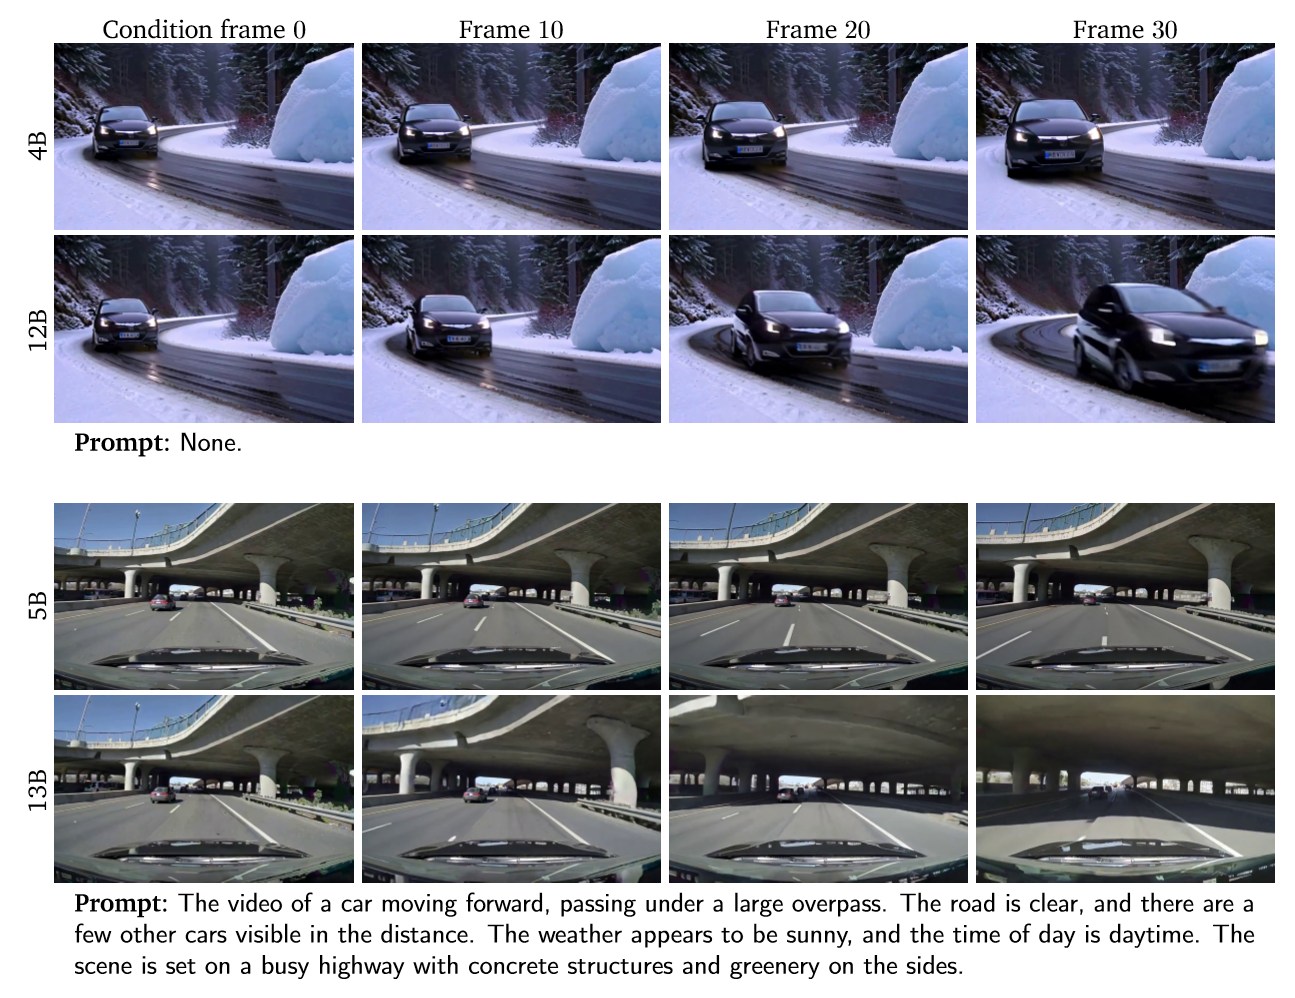 Condition frame 0 Frame 10 Frame 20 Frame 30
4B
12B
Prompt: None.
5B
13B
Prompt: The video of a car moving forward, passing under a large overpass. The road is clear, and there are a
few other cars visible in the distance. The weather appears to be sunny, and the time of day is daytime. The
scene is set on a busy highway with concrete structures and greenery on the sides.